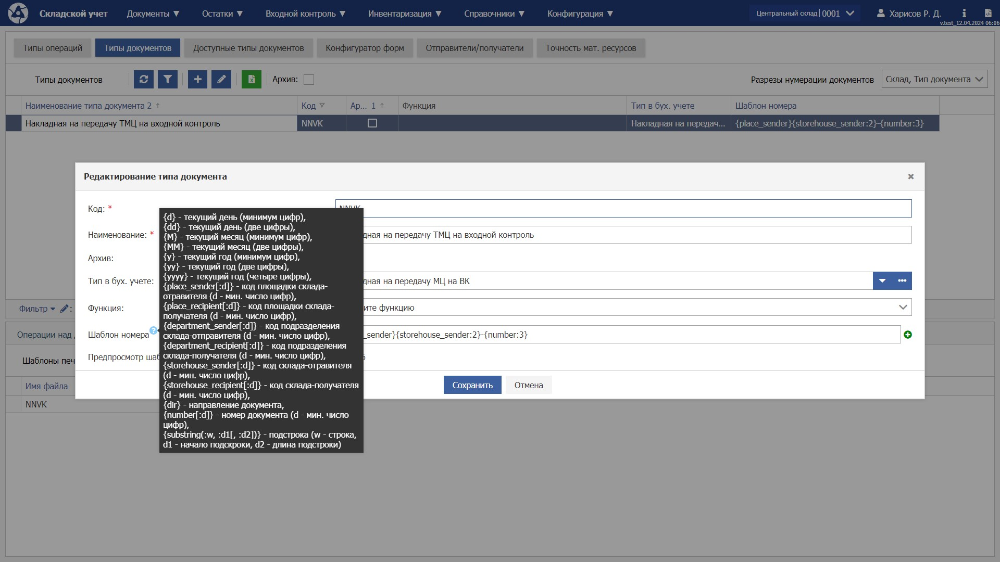 Складской учет
Документы ▼
Остатки ▼
Входной контроль ▼
Инвентаризация ▼
Справочники ▼
Конфигурация ▼
Центральный склад | 0001
Харисов Р. Д.
v.test_12.04.2024 06:06
Типы операций
Типы документов
Доступные типы документов
Конфигуратор форм
Отправители/получатели
Точность мат. ресурсов
Типы документов
Архив:
Разрезы нумерации документов
Склад, Тип документа
Наименование типа документа 2 ↑
Код
Ар... 1 ↑
Функция
Тип в бух. учете
Шаблон номера
Накладная на передачу ТМЦ на входной контроль
NNVK
Накладная на передач...
{place_sender}{storehouse_sender:2}-{number:3}
Редактирование типа документа
Код: *
NNVK
Наименование: *
дная на передачу ТМЦ на входной контроль
Архив:
Тип в бух. учете:
дная на передачу МЦ на ВК
Функция:
ите функцию
Шаблон номера
_sender}{storehouse_sender:2}-{number:3}
Предпросмотр шаб
{d} - текущий день (минимум цифр),
{dd} - текущий день (две цифры),
{M} - текущий месяц (минимум цифр),
{MM} - текущий месяц (две цифры),
{y} - текущий год (минимум цифр),
{yy} - текущий год (две цифры),
{yyyy} - текущий год (четыре цифры),
{place_sender[:d]} - код площадки склада-
отравителя (d - мин. число цифр),
{place_recipient[:d]} - код площадки склада-
получателя (d - мин. число цифр),
{department_sender[:d]} - код подразделения
склада-отправителя (d - мин. число цифр),
{department_recipient[:d]} - код подразделения
склада-получателя (d - мин. число цифр),
{storehouse_sender[:d]} - код склада-отравителя
(d - мин. число цифр),
{storehouse_recipient[:d]} - код склада-получателя
(d - мин. число цифр),
{dir} - направление документа,
{number[:d]} - номер документа (d - мин. число
цифр),
{substring(:w, :d1[, :d2])} - подстрока (w - строка,
d1 - начало подскроки, d2 - длина подстроки)
Сохранить
Отмена
Фильтр
:
Операции над
Шаблоны печ
Имя файла
NNVK